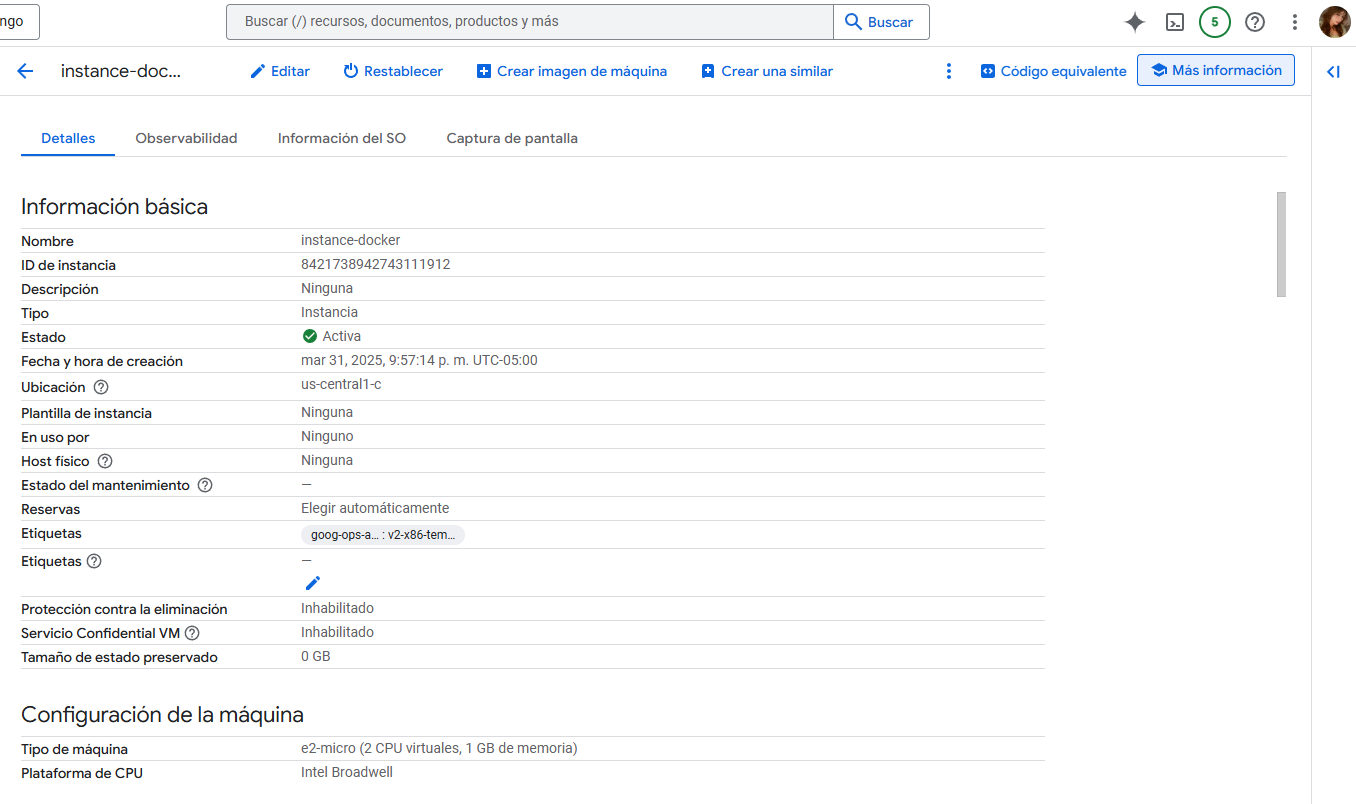 ngo Buscar (/) recursos, documentos, productos y más Buscar 5
instance-doc... Editar Restablecer Crear imagen de máquina Crear una similar Código equivalente Más información
Detalles Observabilidad Información del SO Captura de pantalla
Información básica
Nombre instance-docker
ID de instancia 8421738942743111912
Descripción Ninguna
Tipo Instancia
Estado Activa
Fecha y hora de creación mar 31, 2025, 9:57:14 p. m. UTC-05:00
Ubicación us-central1-c
Plantilla de instancia Ninguna
En uso por Ninguno
Host físico Ninguna
Estado del mantenimiento —
Reservas Elegir automáticamente
Etiquetas goog-ops-a... : v2-x86-tem...
Etiquetas —
Protección contra la eliminación Inhabilitado
Servicio Confidential VM Inhabilitado
Tamaño de estado preservado 0 GB
Configuración de la máquina
Tipo de máquina e2-micro (2 CPU virtuales, 1 GB de memoria)
Plataforma de CPU Intel Broadwell